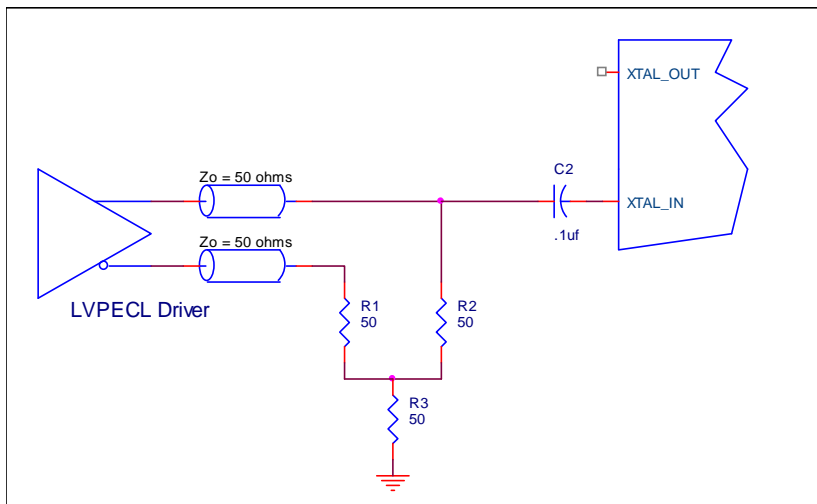 XTAL_OUT
Zo = 50 ohms
C2
XTAL_IN
.1uf
Zo = 50 ohms
LVPECL Driver
R1
50
R2
50
R3
50